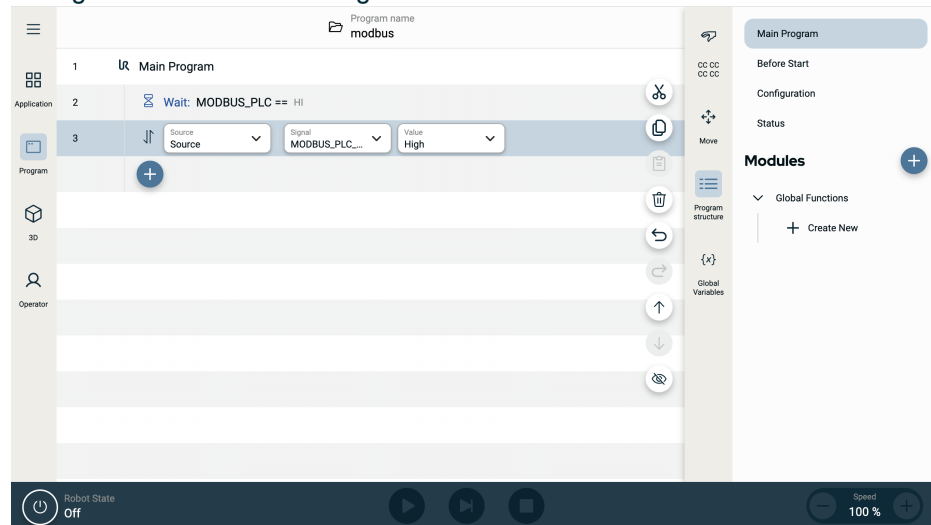 Program name
modbus
1 Main Program
2 Wait: MODBUS_PLC == HI
3 Source Source Signal MODBUS_PLC_... Value High
Application
Program
3D
Operator
CC CC
CC CC
Move
Program
structure
{x}
Global
Variables
Main Program
Before Start
Configuration
Status
Modules
Global Functions
Create New
Robot State
Off
Speed
100 %